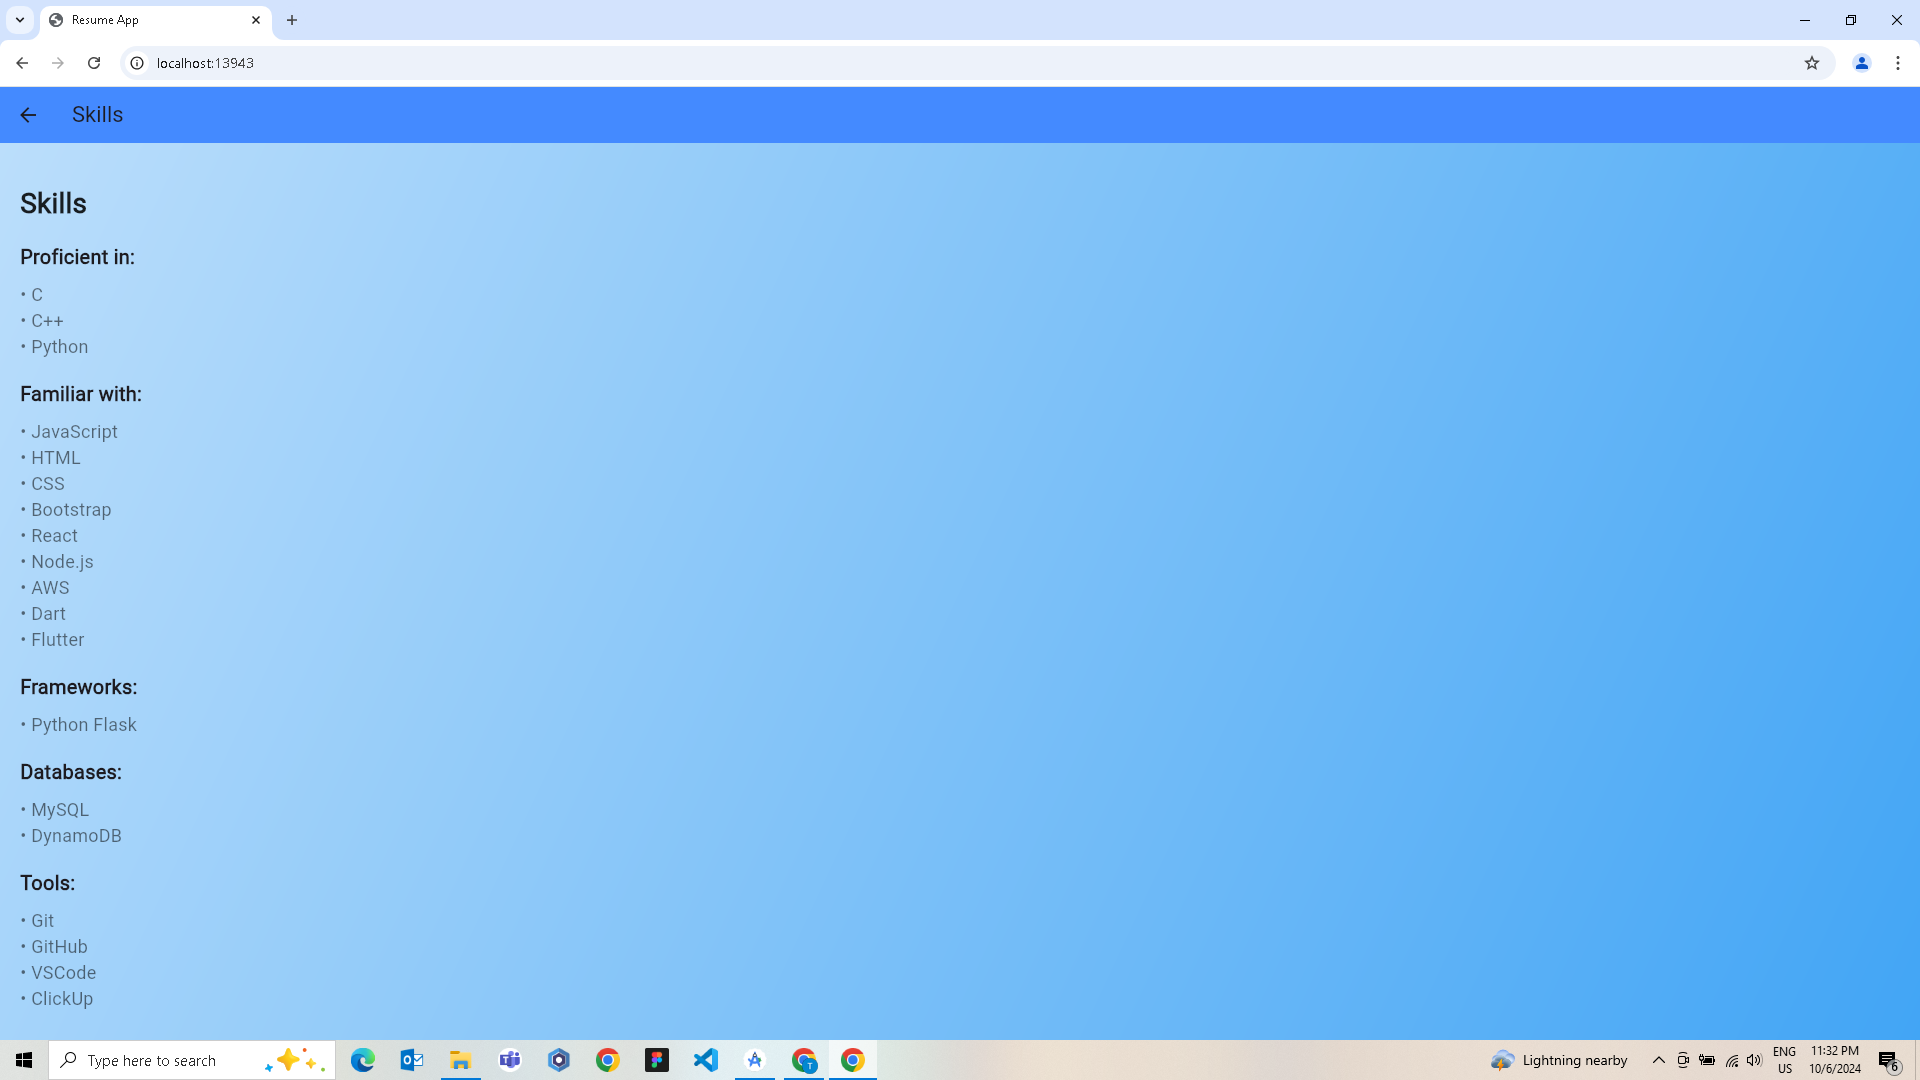 Resume App
localhost:13943
Skills
Skills
Proficient in:
• C
• C++
• Python
Familiar with:
• JavaScript
• HTML
• CSS
• Bootstrap
• React
• Node.js
• AWS
• Dart
• Flutter
Frameworks:
• Python Flask
Databases:
• MySQL
• DynamoDB
Tools:
• Git
• GitHub
• VSCode
• ClickUp
Type here to search
T
Lightning nearby
ENG
US
11:32 PM
10/6/2024
6